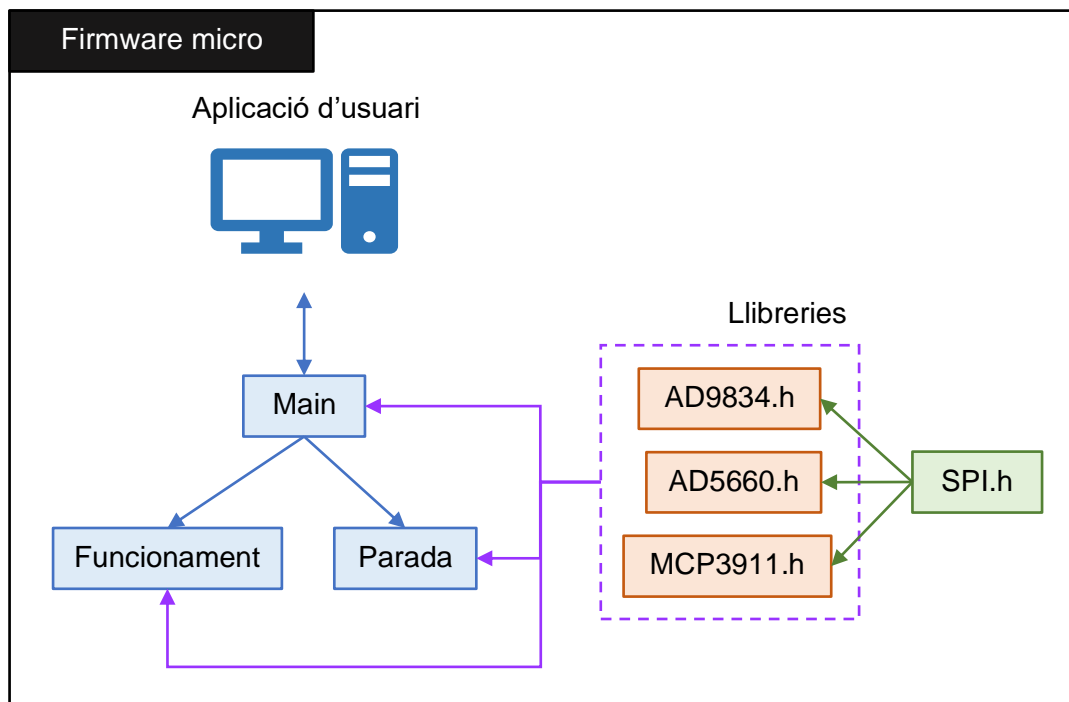 Firmware micro
Aplicació d’usuari
Llibreries
Main
AD9834.h
AD5660.h
SPI.h
Funcionament
Parada
MCP3911.h